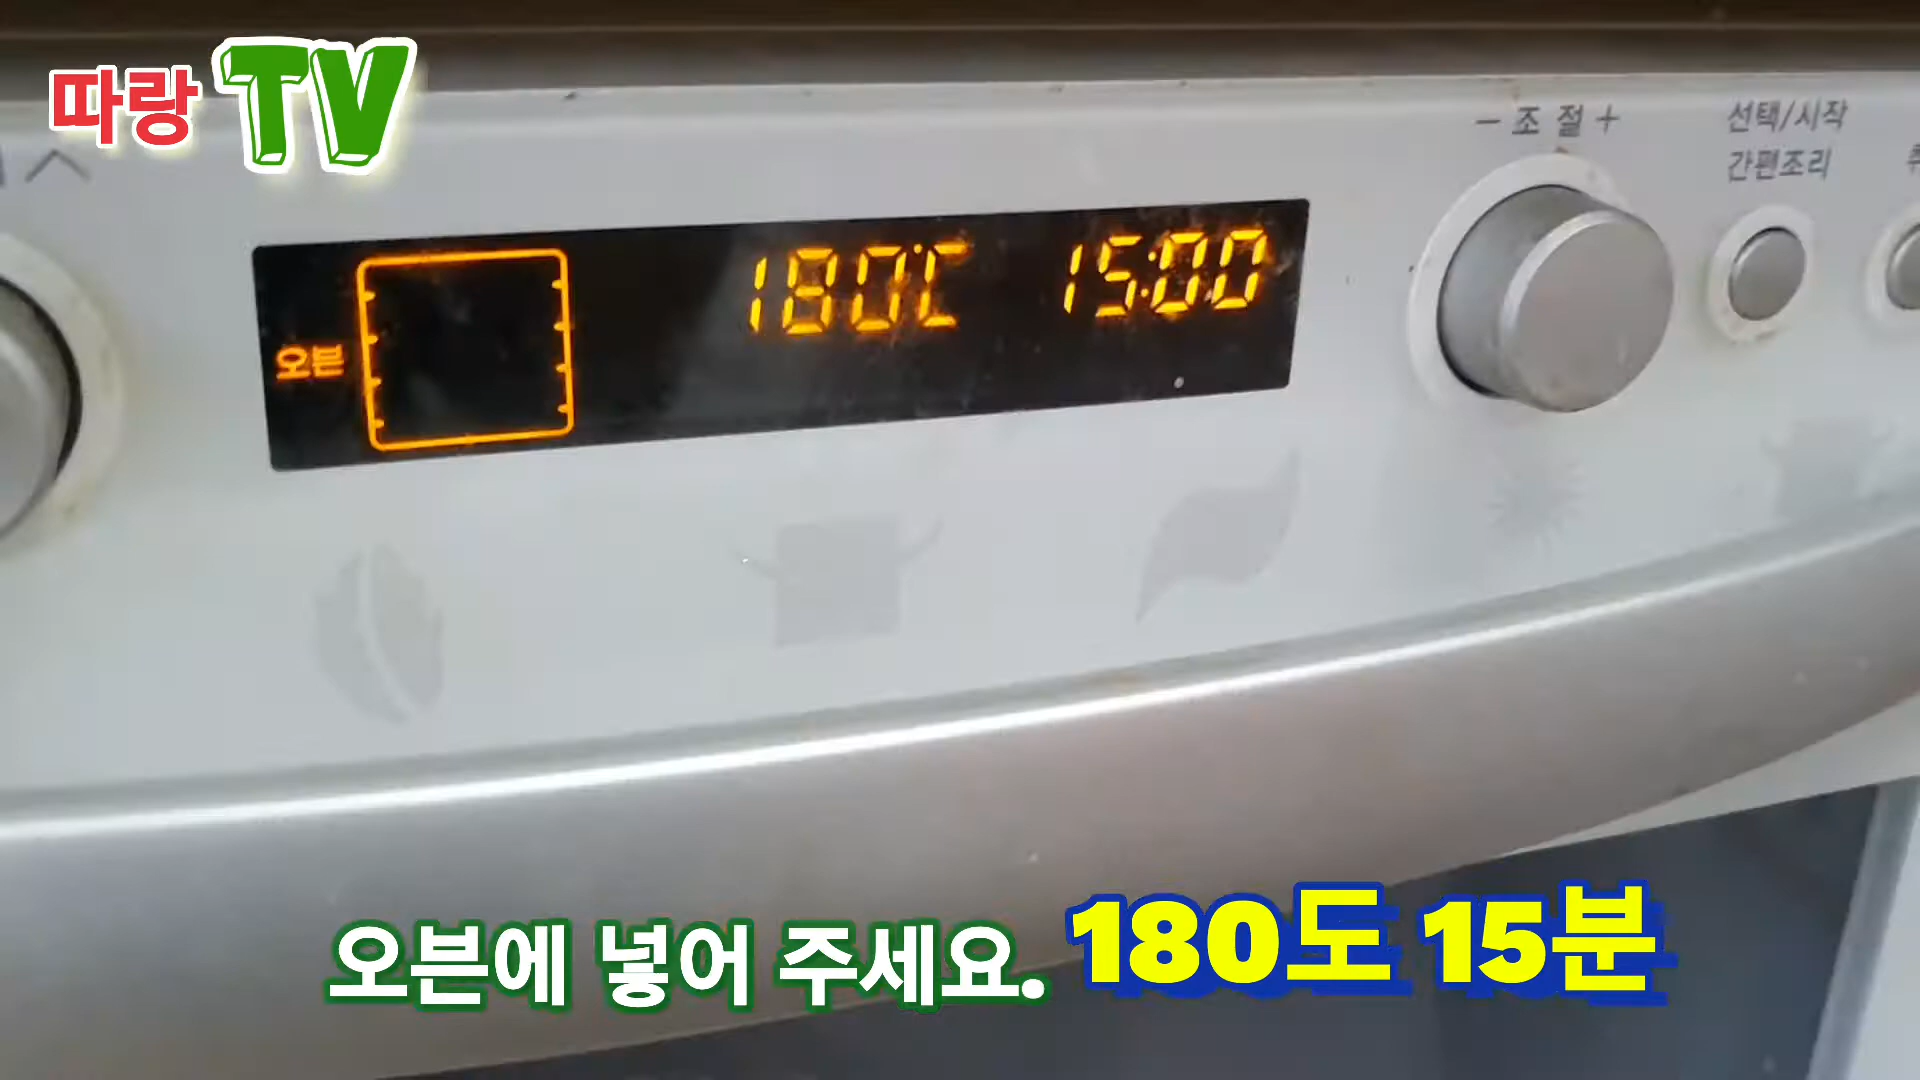 따랑 TV
- 조 절 +
선택/시작
간편조리
180℃ 15:00
오븐
오븐에 넣어 주세요. 180도 15분